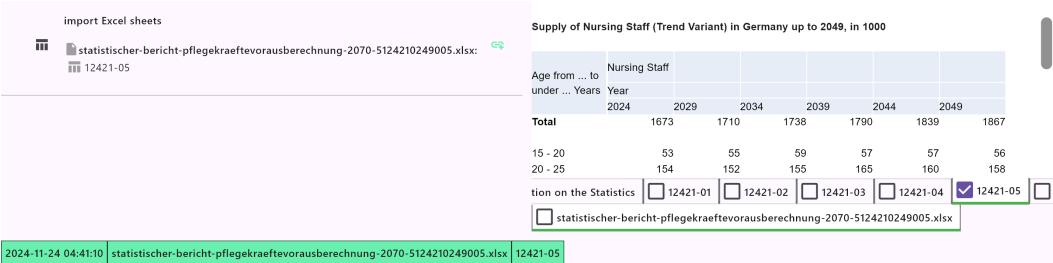 import Excel sheets
statistischer-bericht-pflegekraeftevorausberechnung-2070-5124210249005.xlsx:
12421-05
Supply of Nursing Staff (Trend Variant) in Germany up to 2049, in 1000
Age from ... to under ... Years
Nursing Staff
Year
2024 2029 2034 2039 2044 2049
Total 1673 1710 1738 1790 1839 1867
15 - 20 53 55 59 57 57 56
20 - 25 154 152 155 165 160 158
tion on the Statistics 12421-01 12421-02 12421-03 12421-04 12421-05
statistischer-bericht-pflegekraeftevorausberechnung-2070-5124210249005.xlsx
2024-11-24 04:41:10 statistischer-bericht-pflegekraeftevorausberechnung-2070-5124210249005.xlsx 12421-05